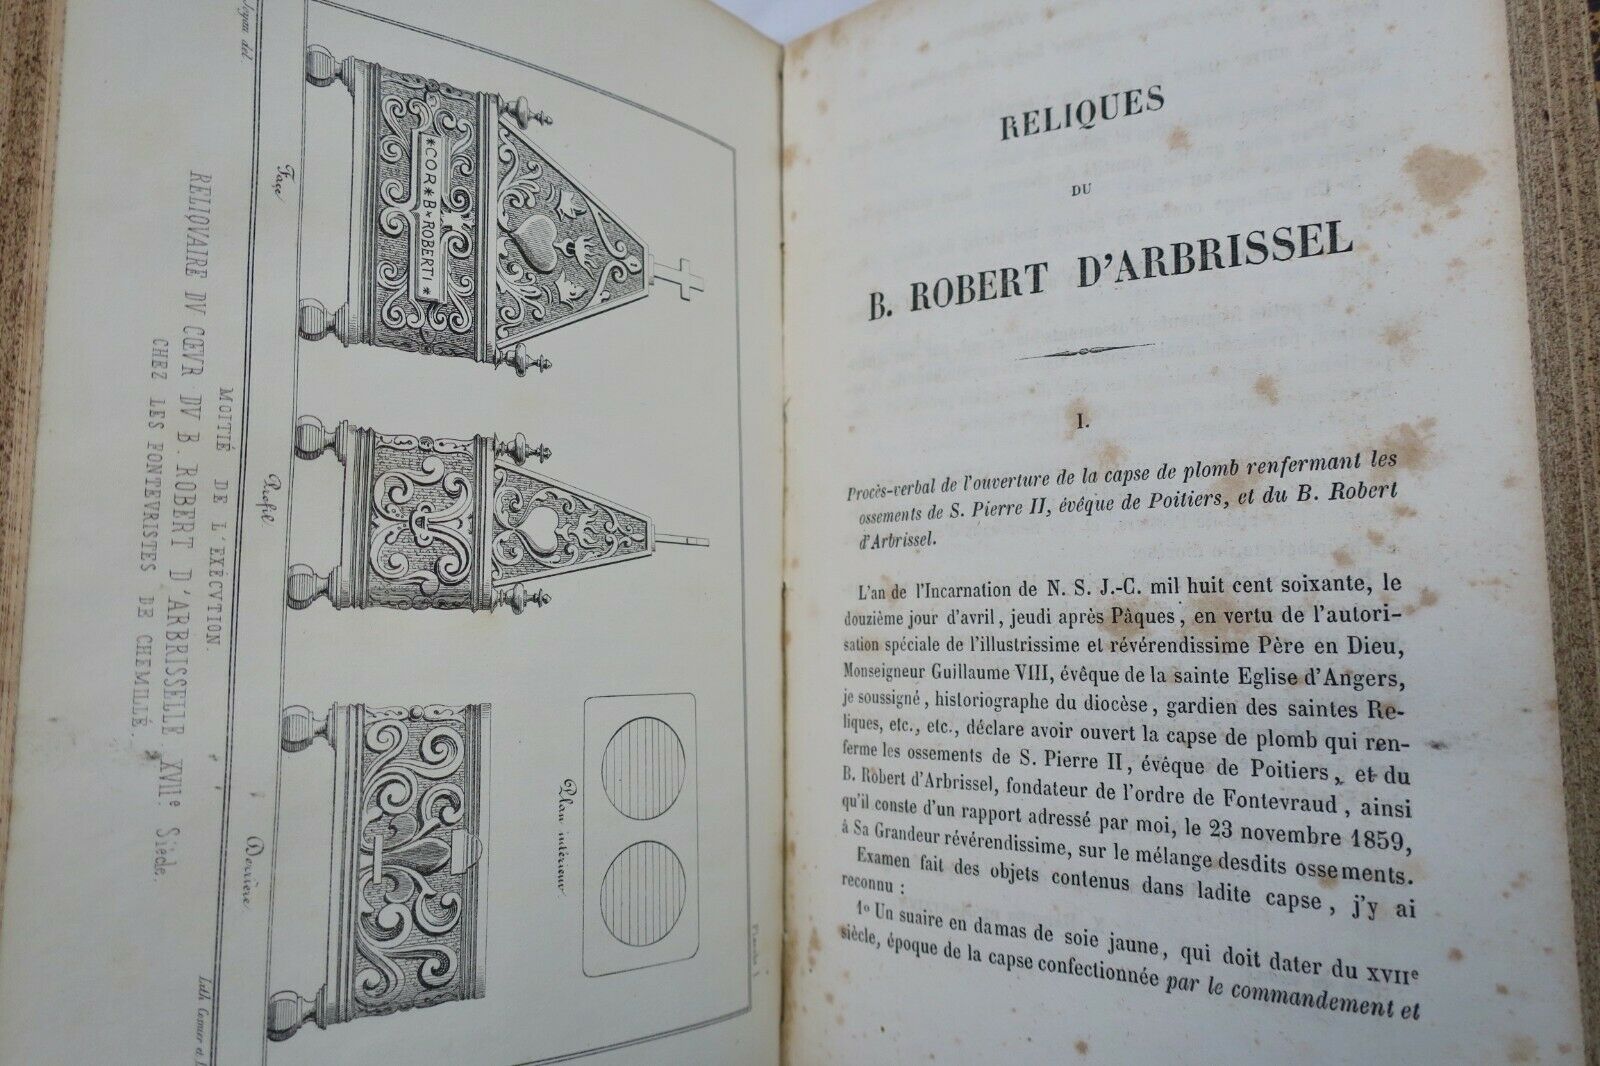 Joyau del.
Face
Profil
Derrière
Plan intérieur
Planche 1
*COR*B*ROBERTI*
MOITIÉ DE L'EXÉCVTION.
RELIQVAIRE DV CŒVR DV B. ROBERT D'ARBRISSELLE XVIIe Siècle.
CHEZ LES FONTEVRISTES DE CHEMILLÉ.
RELIQUES
DU
B. ROBERT D'ARBRISSEL
I.
Procès-verbal de l'ouverture de la capse de plomb renfermant les
ossements de S. Pierre II, évêque de Poitiers, et du B. Robert
d'Arbrissel.
L'an de l'Incarnation de N. S. J.-C. mil huit cent soixante, le
douzième jour d'avril, jeudi après Pâques, en vertu de l'autori-
sation spéciale de l'illustrissime et révérendissime Père en Dieu,
Monseigneur Guillaume VIII, évêque de la sainte Eglise d'Angers,
je soussigné, historiographe du diocèse, gardien des saintes Re-
liques, etc., etc., déclare avoir ouvert la capse de plomb qui ren-
ferme les ossements de S. Pierre II, évêque de Poitiers, et du
B. Robert d'Arbrissel, fondateur de l'ordre de Fontevraud, ainsi
qu'il conste d'un rapport adressé par moi, le 23 novembre 1859,
à Sa Grandeur révérendissime, sur le mélange desdits ossements.
Examen fait des objets contenus dans ladite capse, j'y ai
reconnu :
1º Un suaire en damas de soie jaune, qui doit dater du XVIIe
siècle, époque de la capse confectionnée par le commandement et